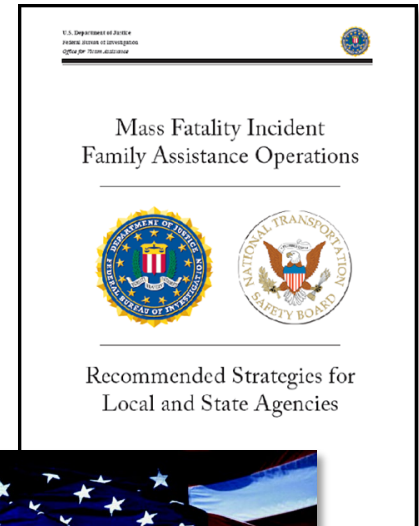 U.S. Department of Justice
Federal Bureau of Investigation
Office for Victim Assistance
Mass Fatality Incident
Family Assistance Operations
DEPARTMENT OF JUSTICE
FEDERAL BUREAU OF INVESTIGATION
NATIONAL TRANSPORTATION
SAFETY BOARD
Recommended Strategies for
Local and State Agencies